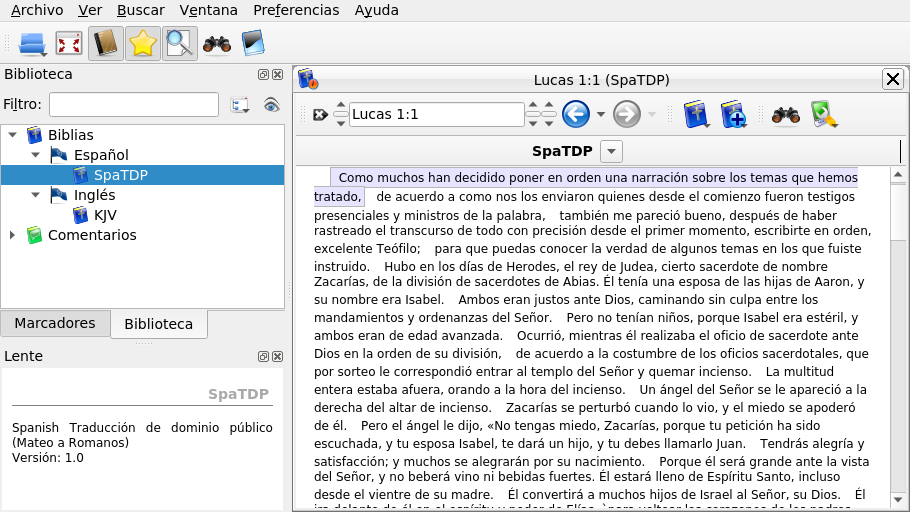 Archivo Ver Buscar Ventana Preferencias Ayuda
Biblioteca
Filtro:
Biblias
Español
SpaTDP
Inglés
KJV
Comentarios
Marcadores Biblioteca
Lente
SpaTDP
Spanish Traducción de dominio público
(Mateo a Romanos)
Versión: 1.0
Lucas 1:1 (SpaTDP)
Lucas 1:1
SpaTDP
Como muchos han decidido poner en orden una narración sobre los temas que hemos
tratado, de acuerdo a como nos los enviaron quienes desde el comienzo fueron testigos
presenciales y ministros de la palabra, también me pareció bueno, después de haber
rastreado el transcurso de todo con precisión desde el primer momento, escribirte en orden,
excelente Teófilo; para que puedas conocer la verdad de algunos temas en los que fuiste
instruido. Hubo en los días de Herodes, el rey de Judea, cierto sacerdote de nombre
Zacarías, de la división de sacerdotes de Abias. Él tenía una esposa de las hijas de Aaron, y
su nombre era Isabel. Ambos eran justos ante Dios, caminando sin culpa entre los
mandamientos y ordenanzas del Señor. Pero no tenían niños, porque Isabel era estéril, y
ambos eran de edad avanzada. Ocurrió, mientras él realizaba el oficio de sacerdote ante
Dios en la orden de su división, de acuerdo a la costumbre de los oficios sacerdotales, que
por sorteo le correspondió entrar al templo del Señor y quemar incienso. La multitud
entera estaba afuera, orando a la hora del incienso. Un ángel del Señor se le apareció a la
derecha del altar de incienso. Zacarías se perturbó cuando lo vio, y el miedo se apoderó
de él. Pero el ángel le dijo, «No tengas miedo, Zacarías, porque tu petición ha sido
escuchada, y tu esposa Isabel, te dará un hijo, y tu debes llamarlo Juan. Tendrás alegría y
satisfacción; y muchos se alegrarán por su nacimiento. Porque él será grande ante la vista
del Señor, y no beberá vino ni bebidas fuertes. Él estará lleno de Espíritu Santo, incluso
desde el vientre de su madre. Él convertirá a muchos hijos de Israel al Señor, su Dios. Él